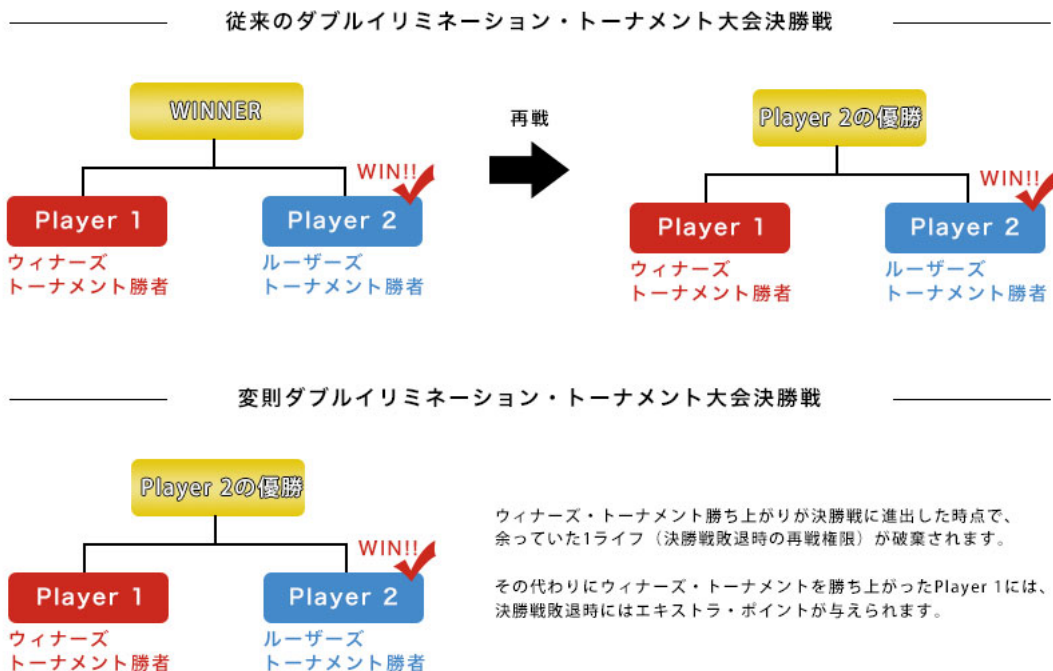 従来のダブルイリミネーション・トーナメント大会決勝戦
WINNER
WIN!!
Player 1
Player 2
ウィナーズ
トーナメント勝者
ルーザーズ
トーナメント勝者
再戦
Player 2の優勝
WIN!!
Player 1
Player 2
ウィナーズ
トーナメント勝者
ルーザーズ
トーナメント勝者
変則ダブルイリミネーション・トーナメント大会決勝戦
Player 2の優勝
WIN!!
Player 1
Player 2
ウィナーズ
トーナメント勝者
ルーザーズ
トーナメント勝者
ウィナーズ・トーナメント勝ち上がりが決勝戦に進出した時点で、
余っていた1ライフ（決勝戦敗退時の再戦権限）が破棄されます。
その代わりにウィナーズ・トーナメントを勝ち上がったPlayer 1には、
決勝戦敗退時にはエキストラ・ポイントが与えられます。